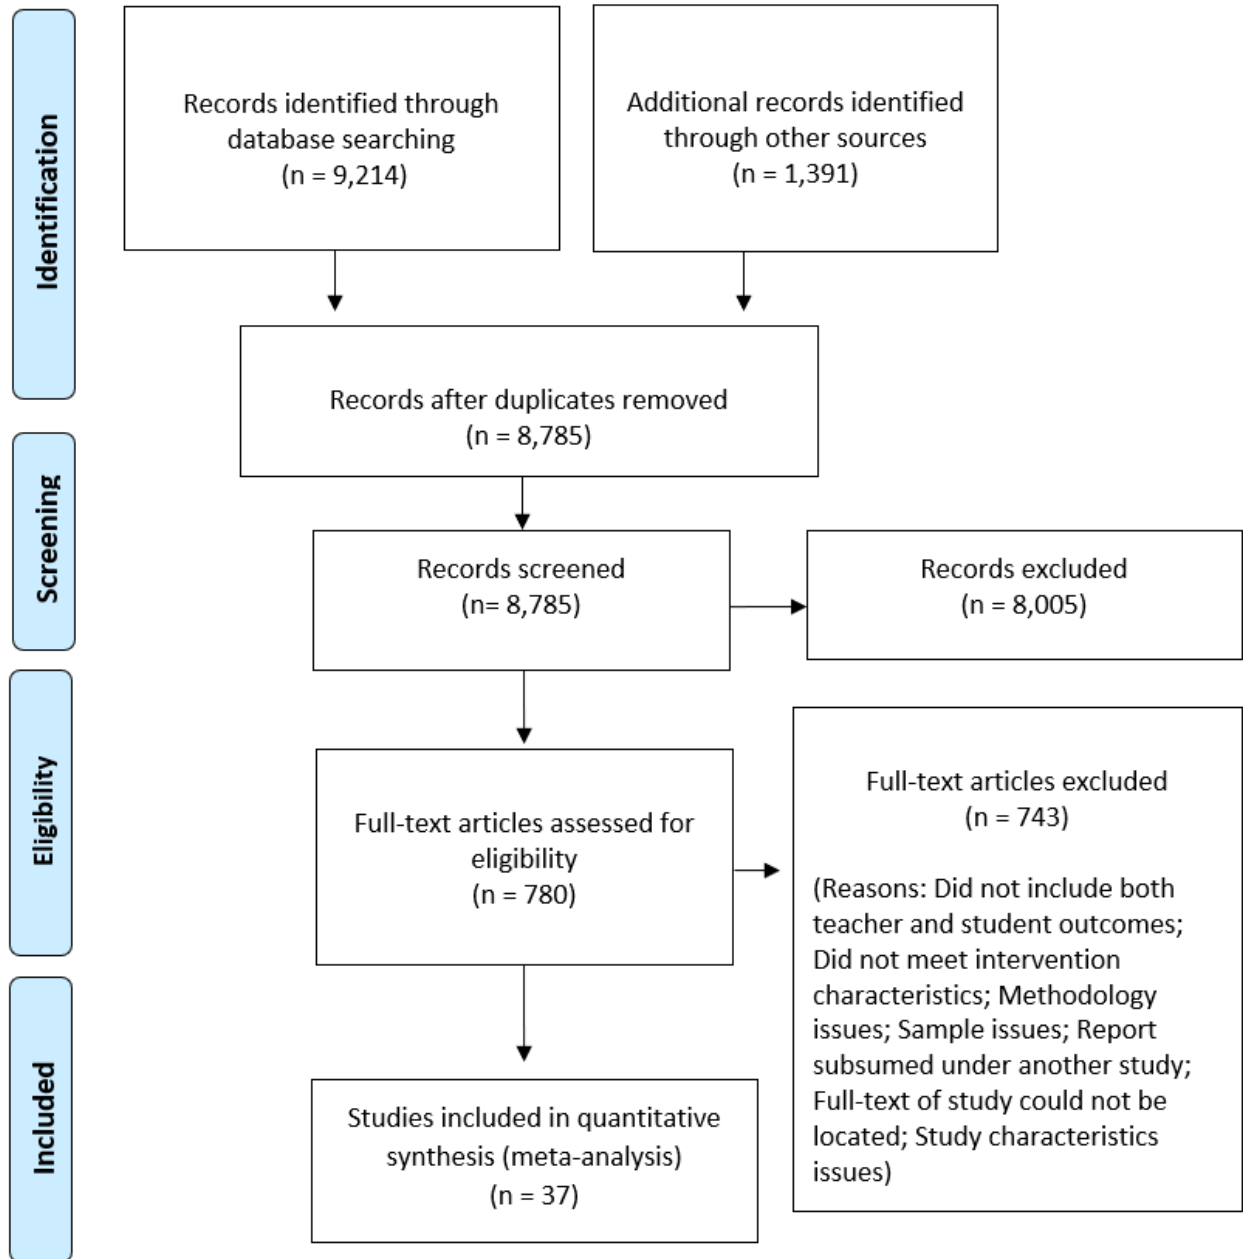 Identification
Records identified through
database searching
(n = 9,214)
Additional records identified
through other sources
(n = 1,391)
Records after duplicates removed
(n = 8,785)
Screening
Records screened
(n= 8,785)
Records excluded
(n = 8,005)
Eligibility
Full-text articles assessed for
eligibility
(n = 780)
Full-text articles excluded
(n = 743)
(Reasons: Did not include both
teacher and student outcomes;
Did not meet intervention
characteristics; Methodology
issues; Sample issues; Report
subsumed under another study;
Full-text of study could not be
located; Study characteristics
issues)
Included
Studies included in quantitative
synthesis (meta-analysis)
(n = 37)